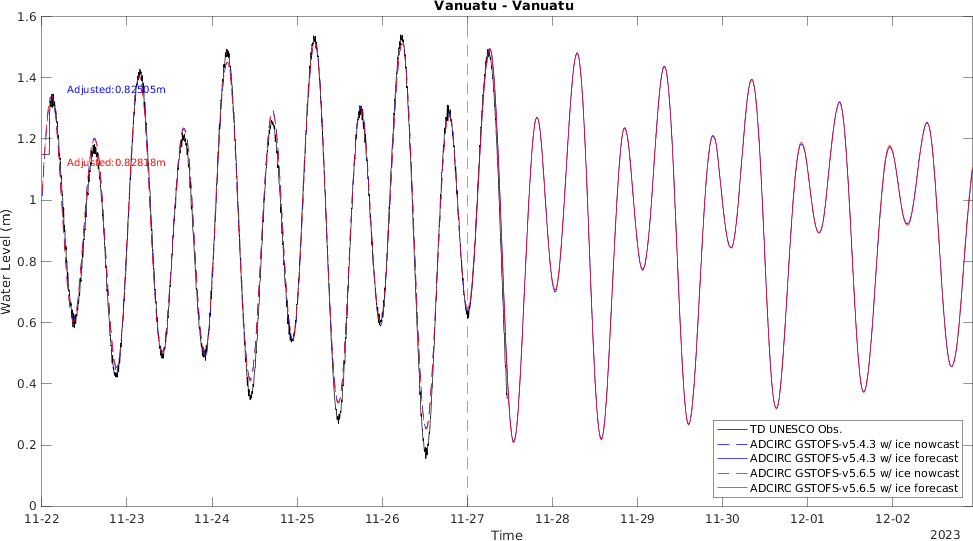 Vanuatu - Vanuatu
Water Level (m)
1.6
1.4
1.2
1
0.8
0.6
0.4
0.2
0
Adjusted:0.82505m
Adjusted:0.82818m
TD UNESCO Obs.
ADCIRC GSTOFS-v5.4.3 w/ ice nowcast
ADCIRC GSTOFS-v5.4.3 w/ ice forecast
ADCIRC GSTOFS-v5.6.5 w/ ice nowcast
ADCIRC GSTOFS-v5.6.5 w/ ice forecast
11-22 11-23 11-24 11-25 11-26 11-27 11-28 11-29 11-30 12-01 12-02
Time
2023